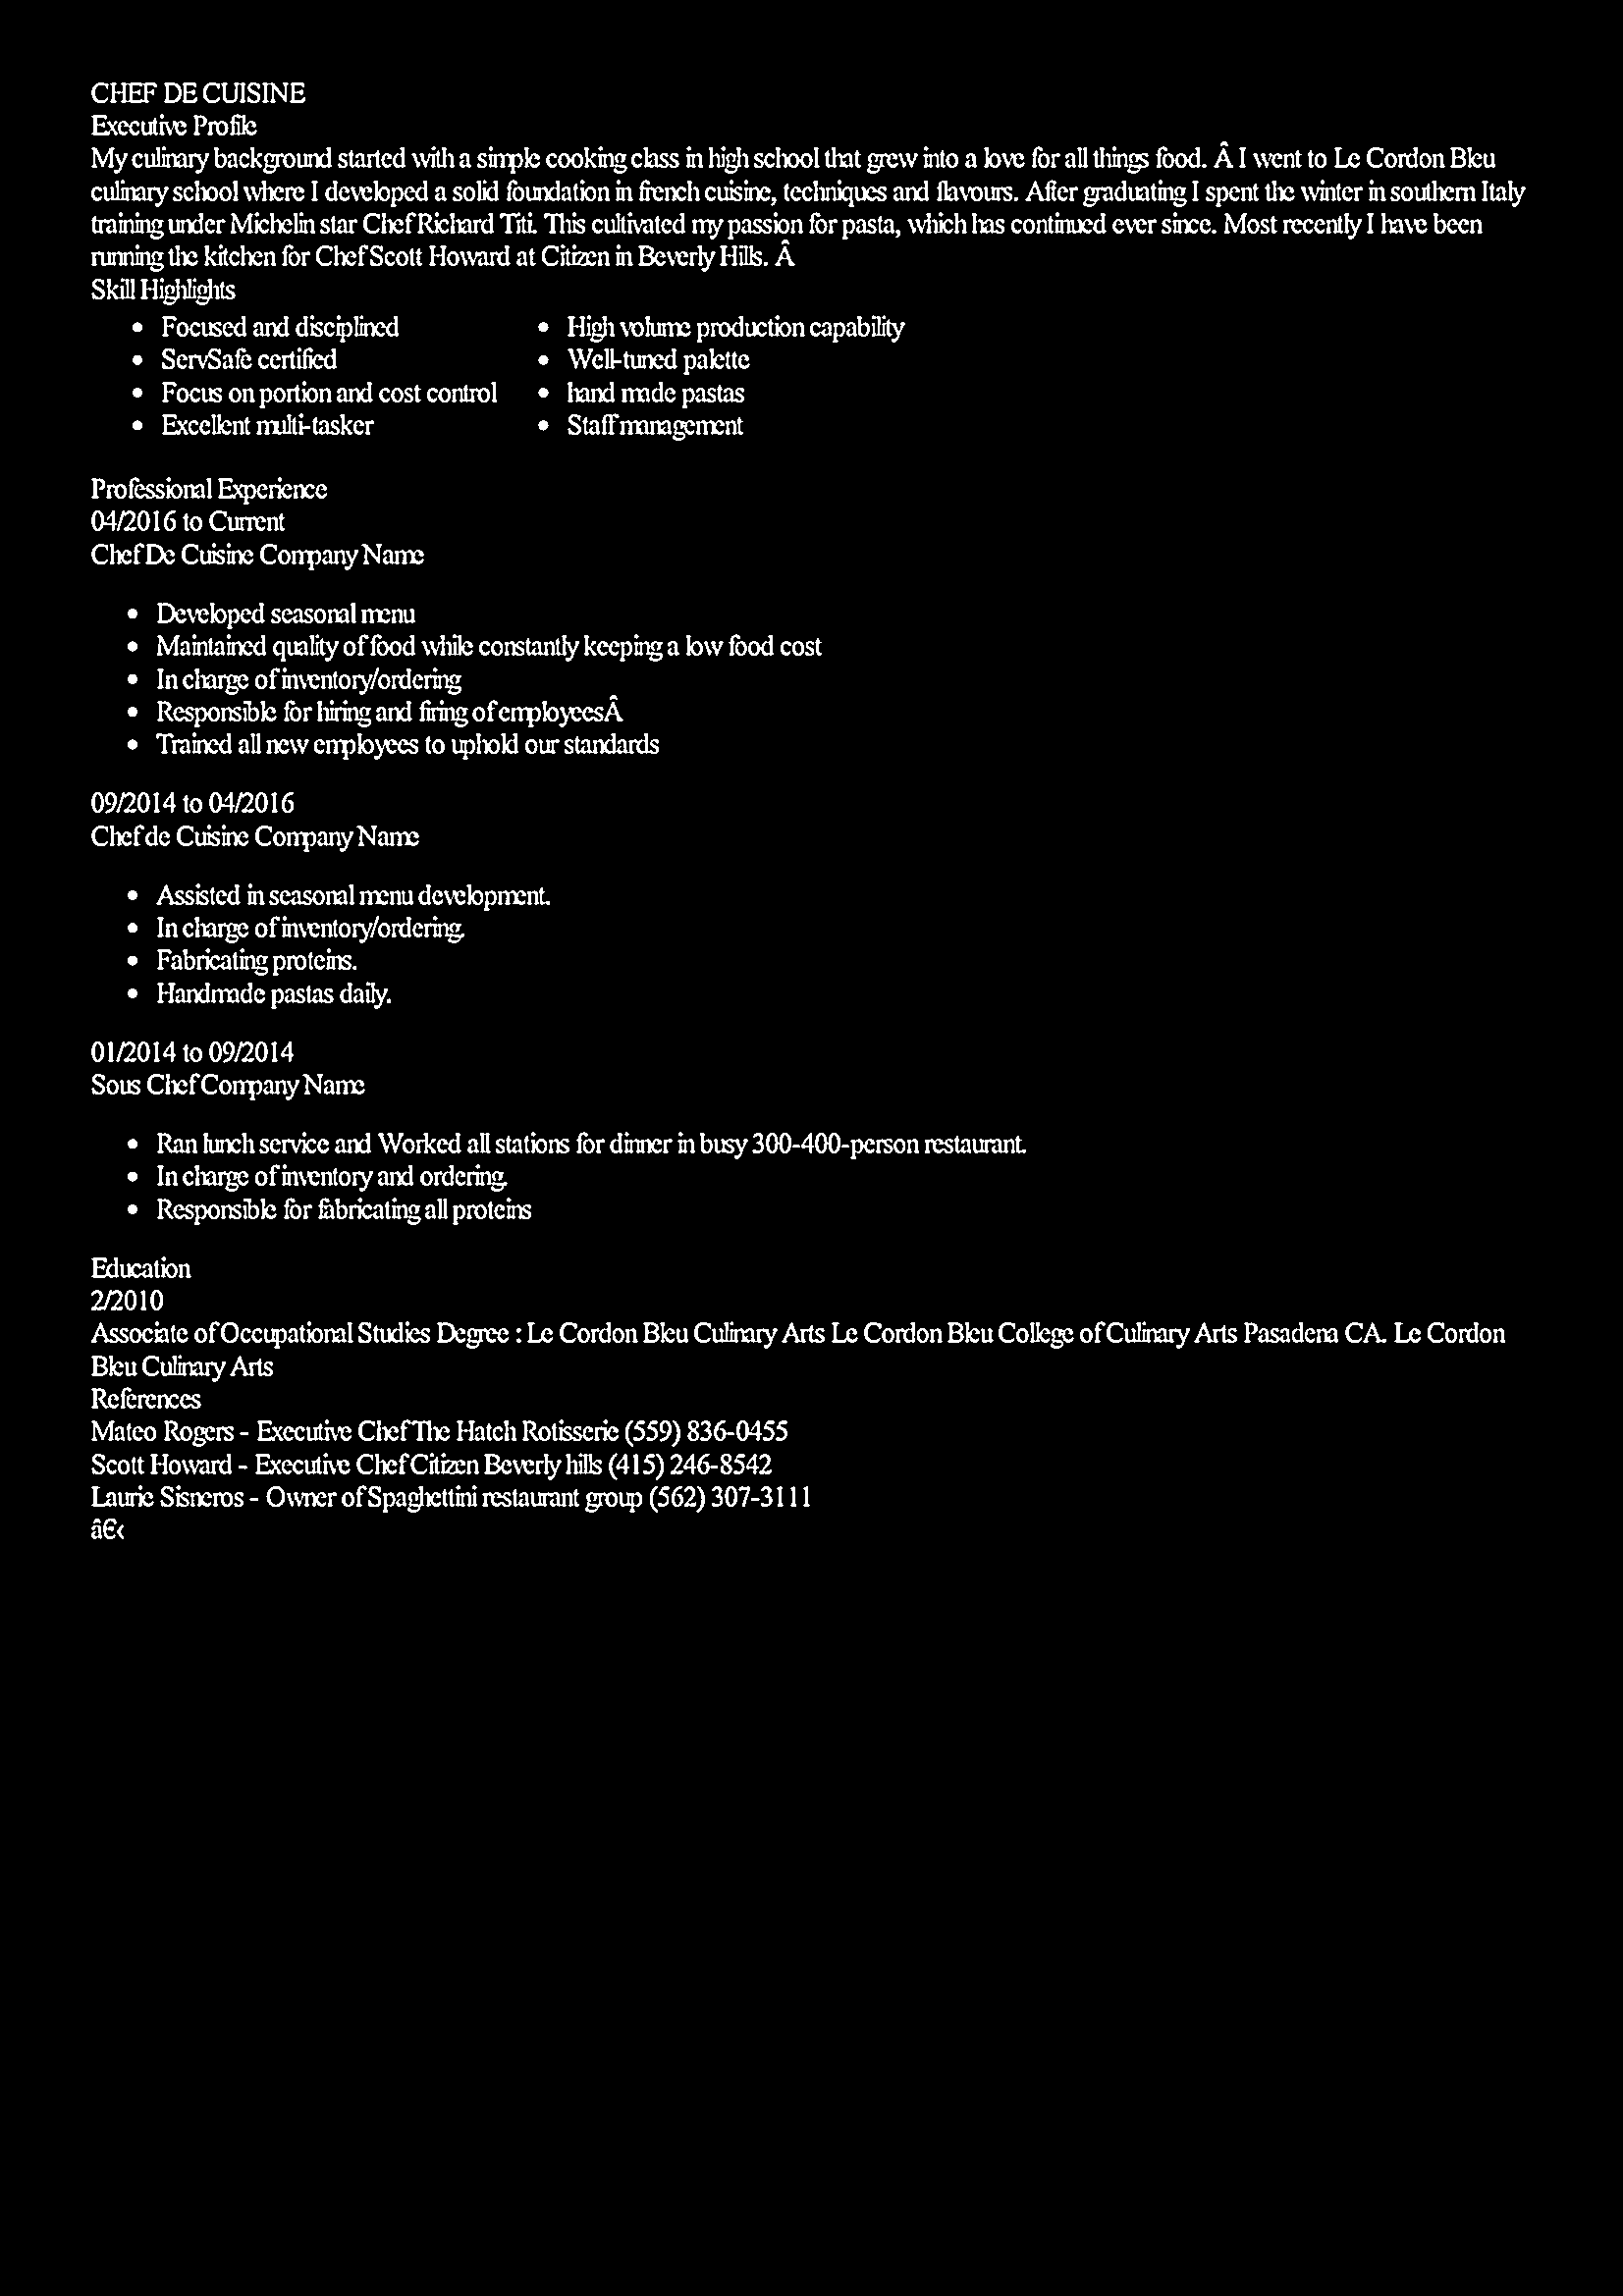 CHEF DE CUISINE
Executive Profile
My culinary background started with a simple cooking class in high school that grew into a love for all things food. Â I went to Le Cordon Bleu
culinary school where I developed a solid foundation in french cuisine, techniques and flavours. After graduating I spent the winter in southern Italy
training under Michelin star Chef Richard Titi. This cultivated my passion for pasta, which has continued ever since. Most recently I have been
running the kitchen for Chef Scott Howard at Citizen in Beverly Hills. Â
Skill Highlights
• Focused and disciplined • High volume production capability
• ServSafe certified • Well-tuned palette
• Focus on portion and cost control • hand made pastas
• Excellent multi-tasker • Staff management
Professional Experience
04/2016 to Current
Chef De Cuisine Company Name
• Developed seasonal menu
• Maintained quality of food while constantly keeping a low food cost
• In charge of inventory/ordering
• Responsible for hiring and firing of employeesÂ
• Trained all new employees to uphold our standards
09/2014 to 04/2016
Chef de Cuisine Company Name
• Assisted in seasonal menu development.
• In charge of inventory/ordering.
• Fabricating proteins.
• Handmade pastas daily.
01/2014 to 09/2014
Sous Chef Company Name
• Ran lunch service and Worked all stations for dinner in busy 300-400-person restaurant.
• In charge of inventory and ordering.
• Responsible for fabricating all proteins
Education
2/2010
Associate of Occupational Studies Degree : Le Cordon Bleu Culinary Arts Le Cordon Bleu College of Culinary Arts Pasadena CA. Le Cordon
Bleu Culinary Arts
References
Mateo Rogers - Executive Chef The Hatch Rotisserie (559) 836-0455
Scott Howard - Executive Chef Citizen Beverly hills (415) 246-8542
Laurie Sisneros - Owner of Spaghettini restaurant group (562) 307-3111
â€‹